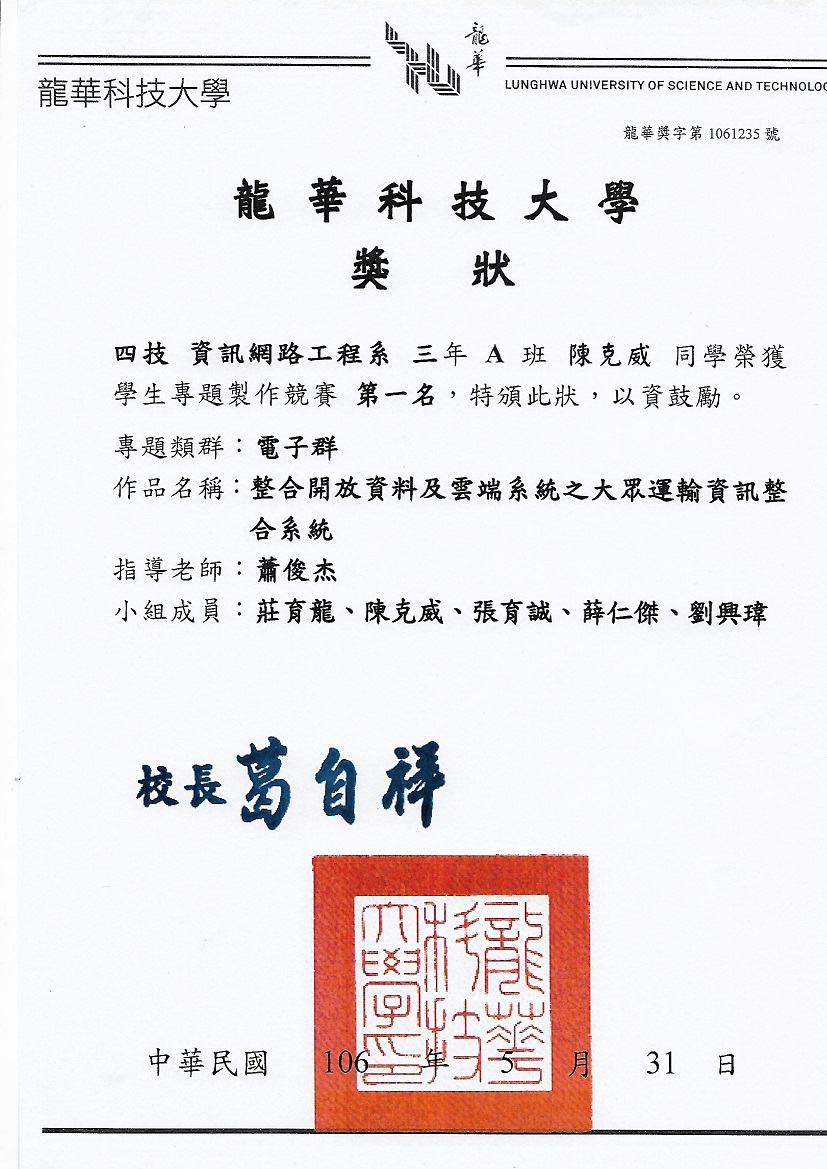 龍華
龍華科技大學
LUNGHWA UNIVERSITY OF SCIENCE AND TECHNOLOG
龍華獎字第 1061235 號
龍華科技大學
獎狀
四技 資訊網路工程系 三年 A 班 陳克威 同學榮獲
學生專題製作競賽 第一名，特頒此狀，以資鼓勵。
專題類群：電子群
作品名稱：整合開放資料及雲端系統之大眾運輸資訊整
合系統
指導老師：蕭俊杰
小組成員：莊育龍、陳克威、張育誠、薛仁傑、劉興瑋
校長 葛自祥
龍華
科技
大學印
中華民國 106 年 5 月 31 日